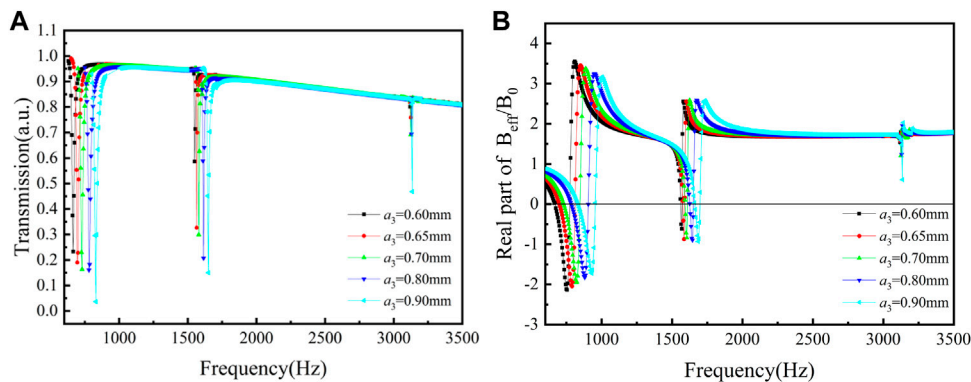 A
Transmission(a.u.)
1.0
0.9
0.8
0.7
0.6
0.5
0.4
0.3
0.2
0.1
0.0
a₃=0.60mm
a₃=0.65mm
a₃=0.70mm
a₃=0.80mm
a₃=0.90mm
1000 1500 2000 2500 3000 3500
Frequency(Hz)
B
Real part of B_eff/B₀
4
3
2
1
0
-1
-2
-3
a₃=0.60mm
a₃=0.65mm
a₃=0.70mm
a₃=0.80mm
a₃=0.90mm
1000 1500 2000 2500 3000 3500
Frequency(Hz)